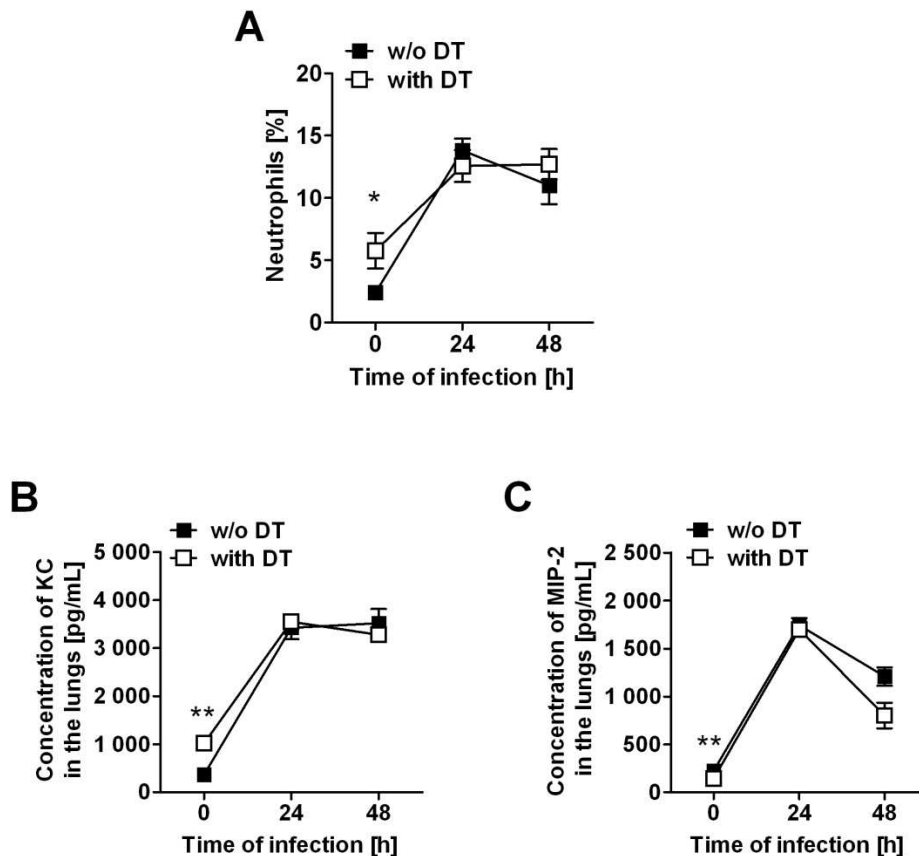 A
w/o DT
with DT
20
15
10
5
0
Neutrophils [%]
*
0 24 48
Time of infection [h]
B
w/o DT
with DT
5 000
4 000
3 000
2 000
1 000
0
Concentration of KC
in the lungs [pg/mL]
**
0 24 48
Time of infection [h]
C
w/o DT
with DT
2 500
2 000
1 500
1 000
500
0
Concentration of MIP-2
in the lungs [pg/mL]
**
0 24 48
Time of infection [h]